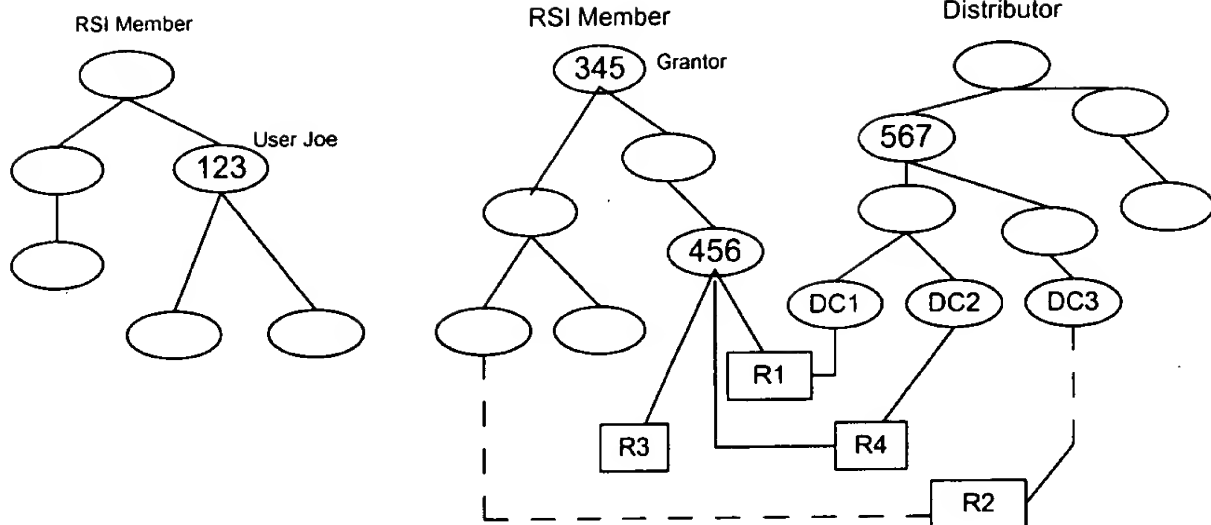 RSI Member
RSI Member
Distributor
345
Grantor
User Joe
123
567
456
DC1
DC2
DC3
R1
R3
R4
R2